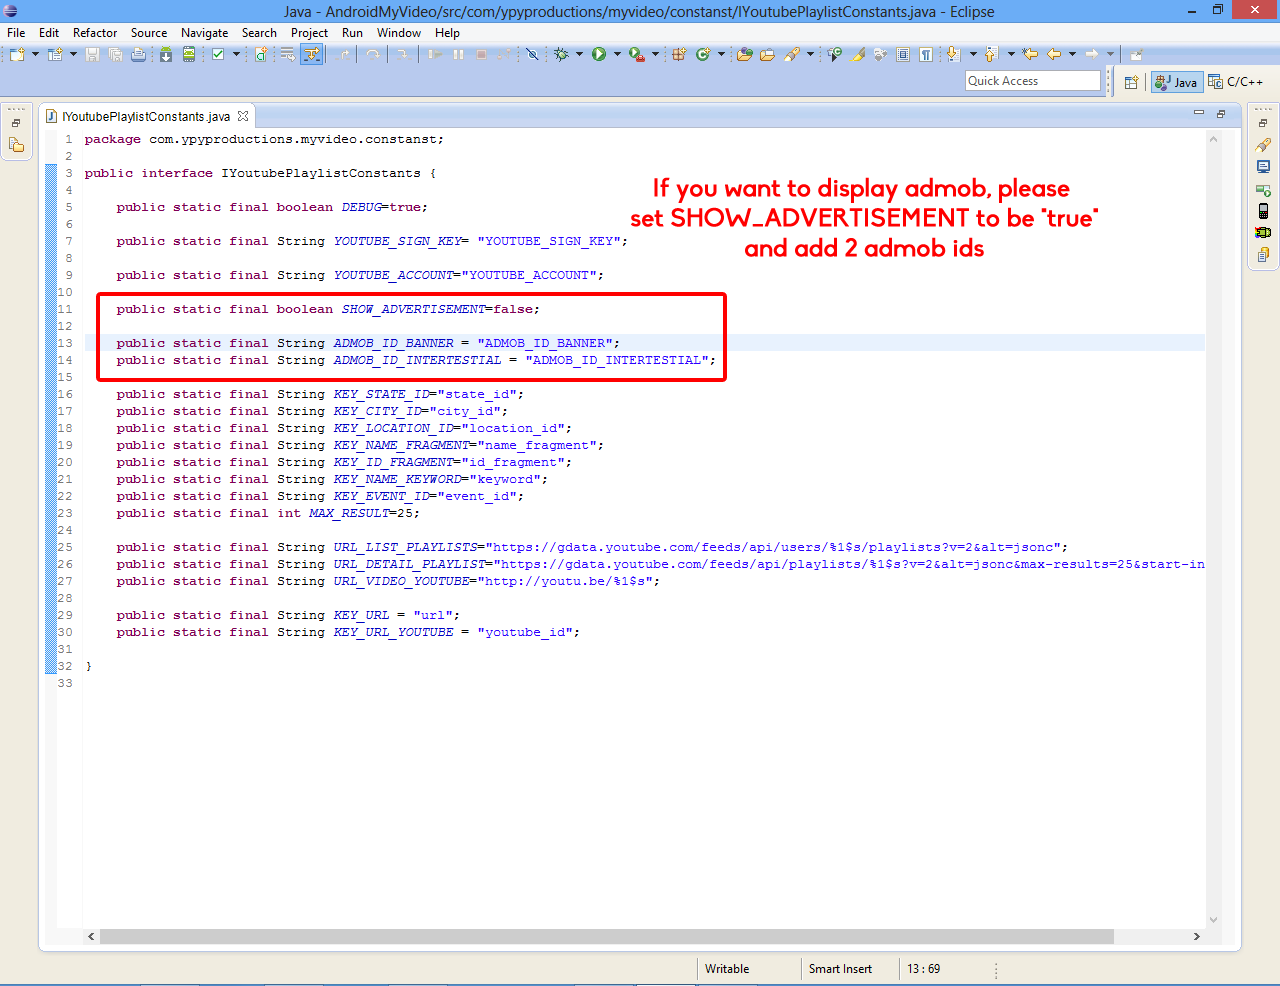 Java - AndroidMyVideo/src/com/ypyproductions/myvideo/constanst/IYoutubePlaylistConstants.java - Eclipse
File Edit Refactor Source Navigate Search Project Run Window Help
Quick Access
Java
C/C++
IYoutubePlaylistConstants.java
1 package com.ypyproductions.myvideo.constanst;
2
3 public interface IYoutubePlaylistConstants {
4
5 public static final boolean DEBUG=true;
6
7 public static final String YOUTUBE_SIGN_KEY= "YOUTUBE_SIGN_KEY";
8
9 public static final String YOUTUBE_ACCOUNT="YOUTUBE_ACCOUNT";
10
11 public static final boolean SHOW_ADVERTISEMENT=false;
12
13 public static final String ADMOB_ID_BANNER = "ADMOB_ID_BANNER";
14 public static final String ADMOB_ID_INTERTESTIAL = "ADMOB_ID_INTERTESTIAL";
15
16 public static final String KEY_STATE_ID="state_id";
17 public static final String KEY_CITY_ID="city_id";
18 public static final String KEY_LOCATION_ID="location_id";
19 public static final String KEY_NAME_FRAGMENT="name_fragment";
20 public static final String KEY_ID_FRAGMENT="id_fragment";
21 public static final String KEY_NAME_KEYWORD="keyword";
22 public static final String KEY_EVENT_ID="event_id";
23 public static final int MAX_RESULT=25;
24
25 public static final String URL_LIST_PLAYLISTS="https://gdata.youtube.com/feeds/api/users/%1$s/playlists?v=2&alt=jsonc";
26 public static final String URL_DETAIL_PLAYLIST="https://gdata.youtube.com/feeds/api/playlists/%1$s?v=2&alt=jsonc&max-results=25&start-in
27 public static final String URL_VIDEO_YOUTUBE="http://youtu.be/%1$s";
28
29 public static final String KEY_URL = "url";
30 public static final String KEY_URL_YOUTUBE = "youtube_id";
31
32 }
33
If you want to display admob, please
set SHOW_ADVERTISEMENT to be "true"
and add 2 admob ids
Writable
Smart Insert
13 : 69